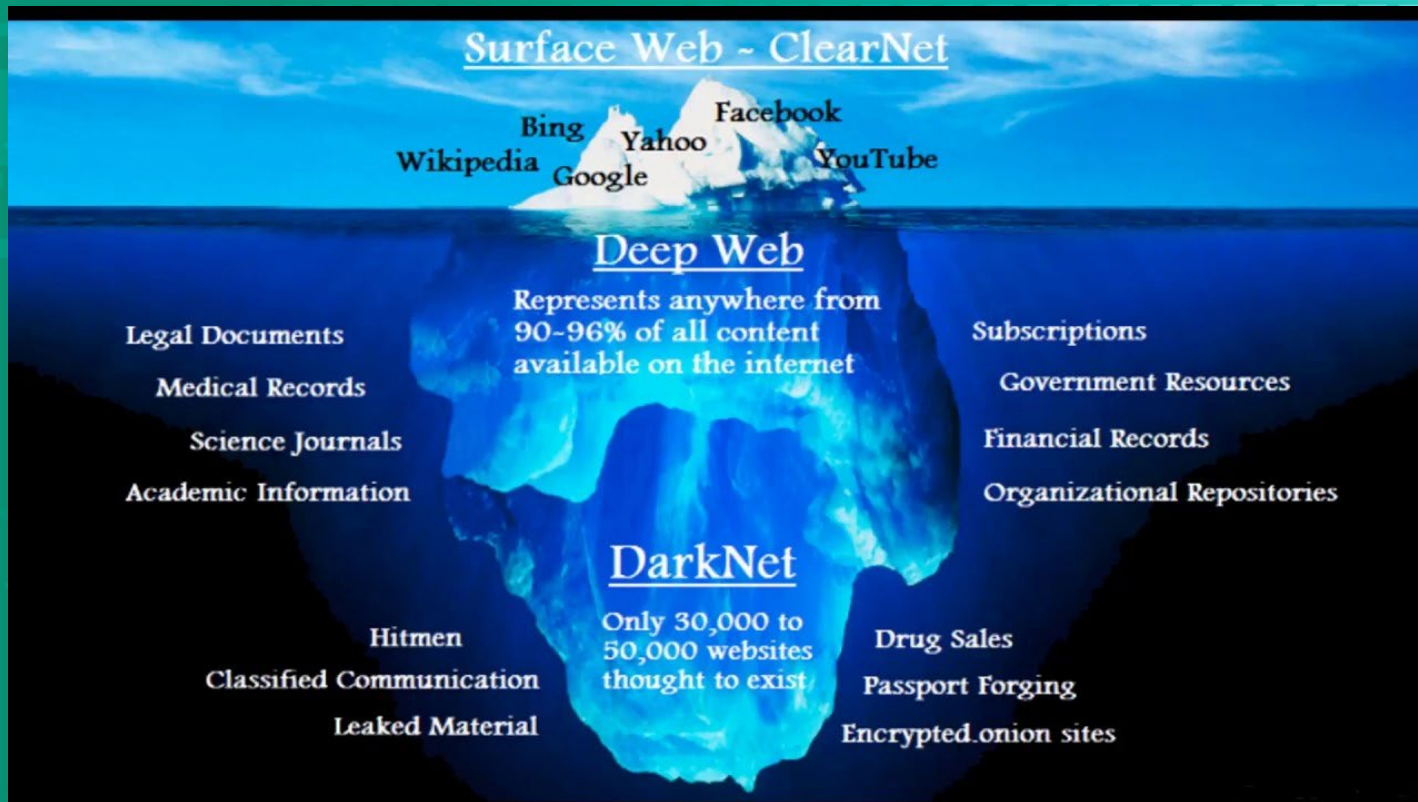 Surface Web ~ ClearNet
Facebook
Bing
Yahoo
Wikipedia
YouTube
Google
Deep Web
Represents anywhere from
90~96% of all content
available on the internet
Legal Documents
Medical Records
Science Journals
Academic Information
Subscriptions
Government Resources
Financial Records
Organizational Repositories
DarkNet
Only 30,000 to
50,000 websites
thought to exist
Hitmen
Classified Communication
Leaked Material
Drug Sales
Passport Forging
Encrypted.onion sites